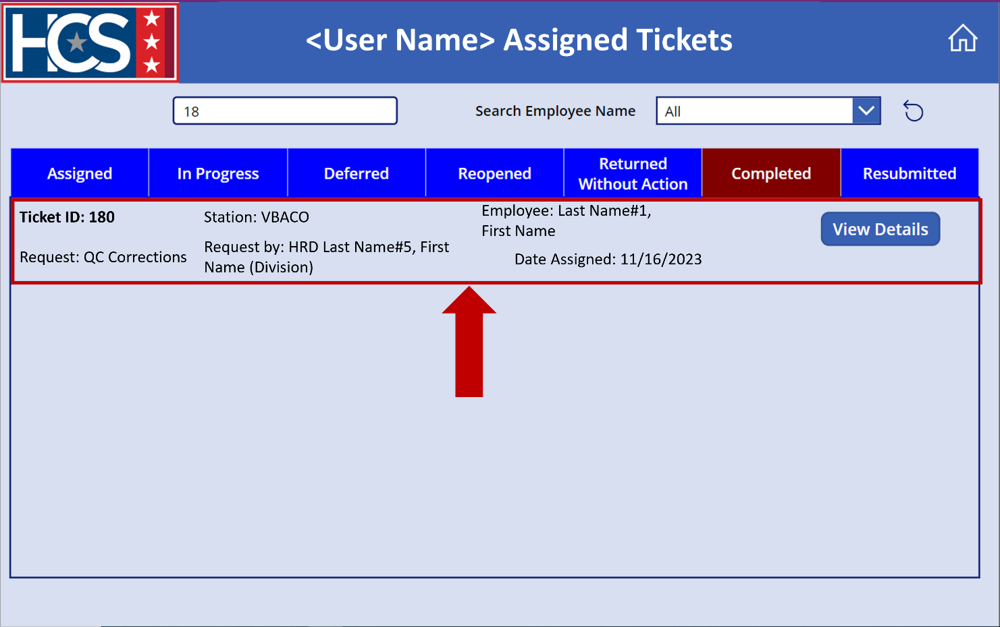 HCS
<User Name> Assigned Tickets
18
Search Employee Name
All
Assigned
In Progress
Deferred
Reopened
Returned
Without Action
Completed
Resubmitted
Ticket ID: 180
Station: VBACO
Employee: Last Name#1,
First Name
View Details
Request: QC Corrections
Request by: HRD Last Name#5, First
Name (Division)
Date Assigned: 11/16/2023